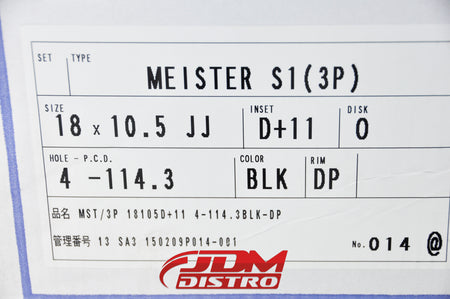 SET TYPE
MEISTER S1(3P)
SIZE INSET DISK
18 x 10.5 JJ D+11 O
HOLE - P.C.D. COLOR RIM
4 -114.3 BLK DP
品名 MST/3P 18105D+11 4-114.3BLK-DP
管理番号 13 SA3 150209P014-001 No.014 @
JDM
DISTRO